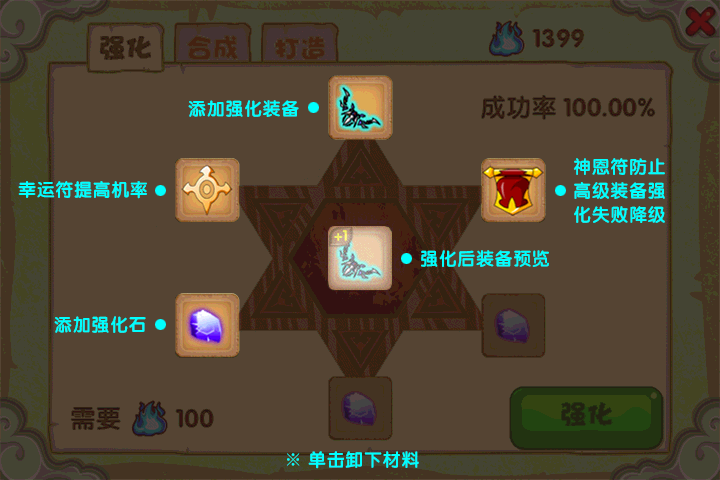 强化
合成
打造
1399
添加强化装备
成功率 100.00%
幸运符提高机率
神恩符防止
高级装备强
化失败降级
+1
强化后装备预览
添加强化石
需要 100
强化
※ 单击卸下材料